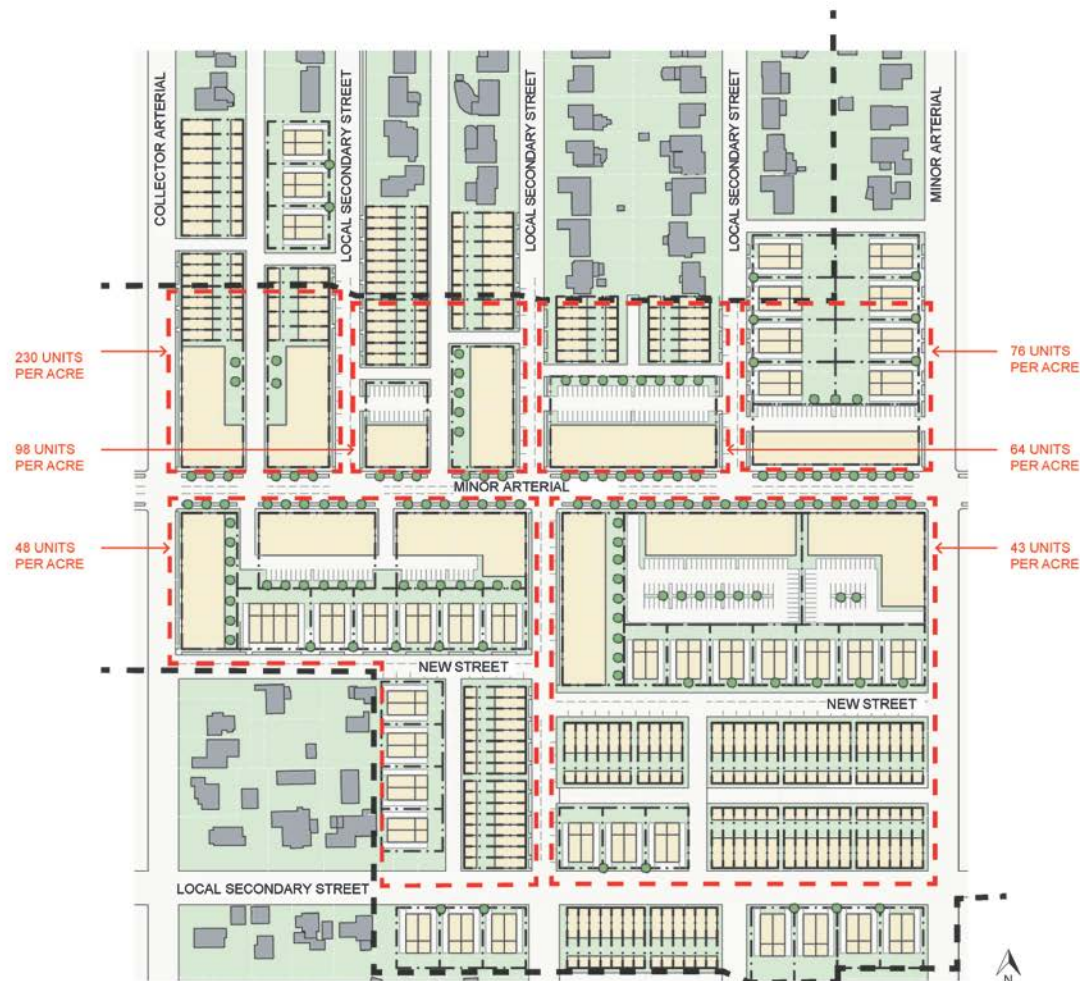 COLLECTOR ARTERIAL
LOCAL SECONDARY STREET
LOCAL SECONDARY STREET
LOCAL SECONDARY STREET
MINOR ARTERIAL
230 UNITS
PER ACRE
76 UNITS
PER ACRE
98 UNITS
PER ACRE
64 UNITS
PER ACRE
MINOR ARTERIAL
48 UNITS
PER ACRE
43 UNITS
PER ACRE
NEW STREET
NEW STREET
LOCAL SECONDARY STREET
N